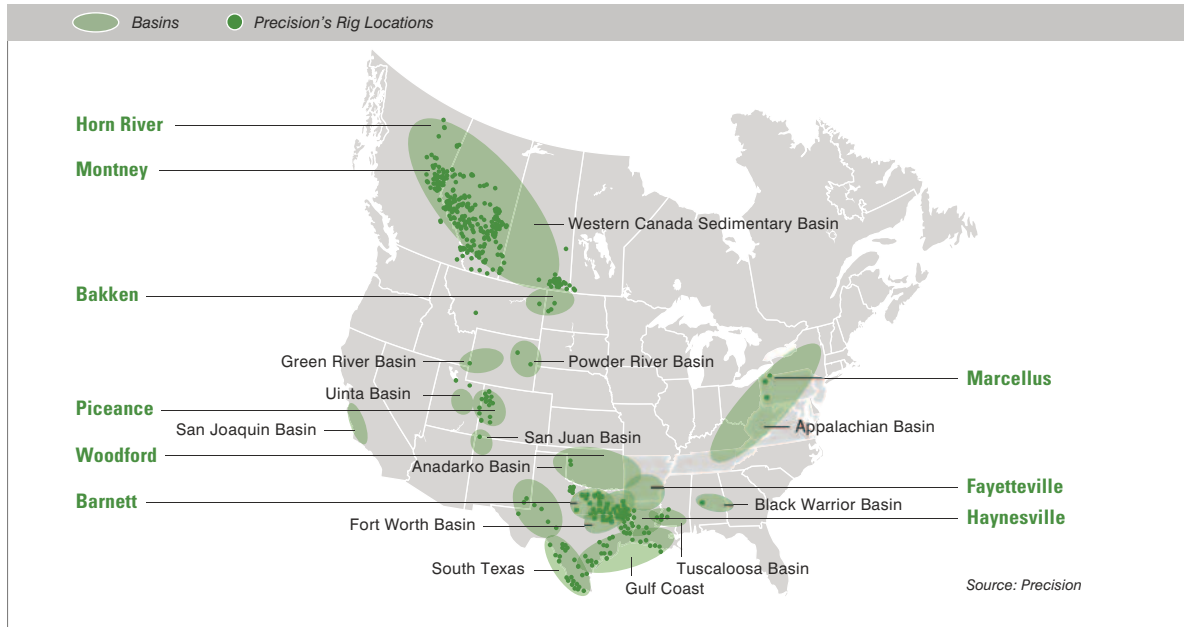 Basins
Precision's Rig Locations
Horn River
Montney
Western Canada Sedimentary Basin
Bakken
Green River Basin
Powder River Basin
Marcellus
Uinta Basin
Piceance
San Joaquin Basin
Appalachian Basin
San Juan Basin
Woodford
Anadarko Basin
Fayetteville
Barnett
Black Warrior Basin
Haynesville
Fort Worth Basin
South Texas
Tuscaloosa Basin
Gulf Coast
Source: Precision